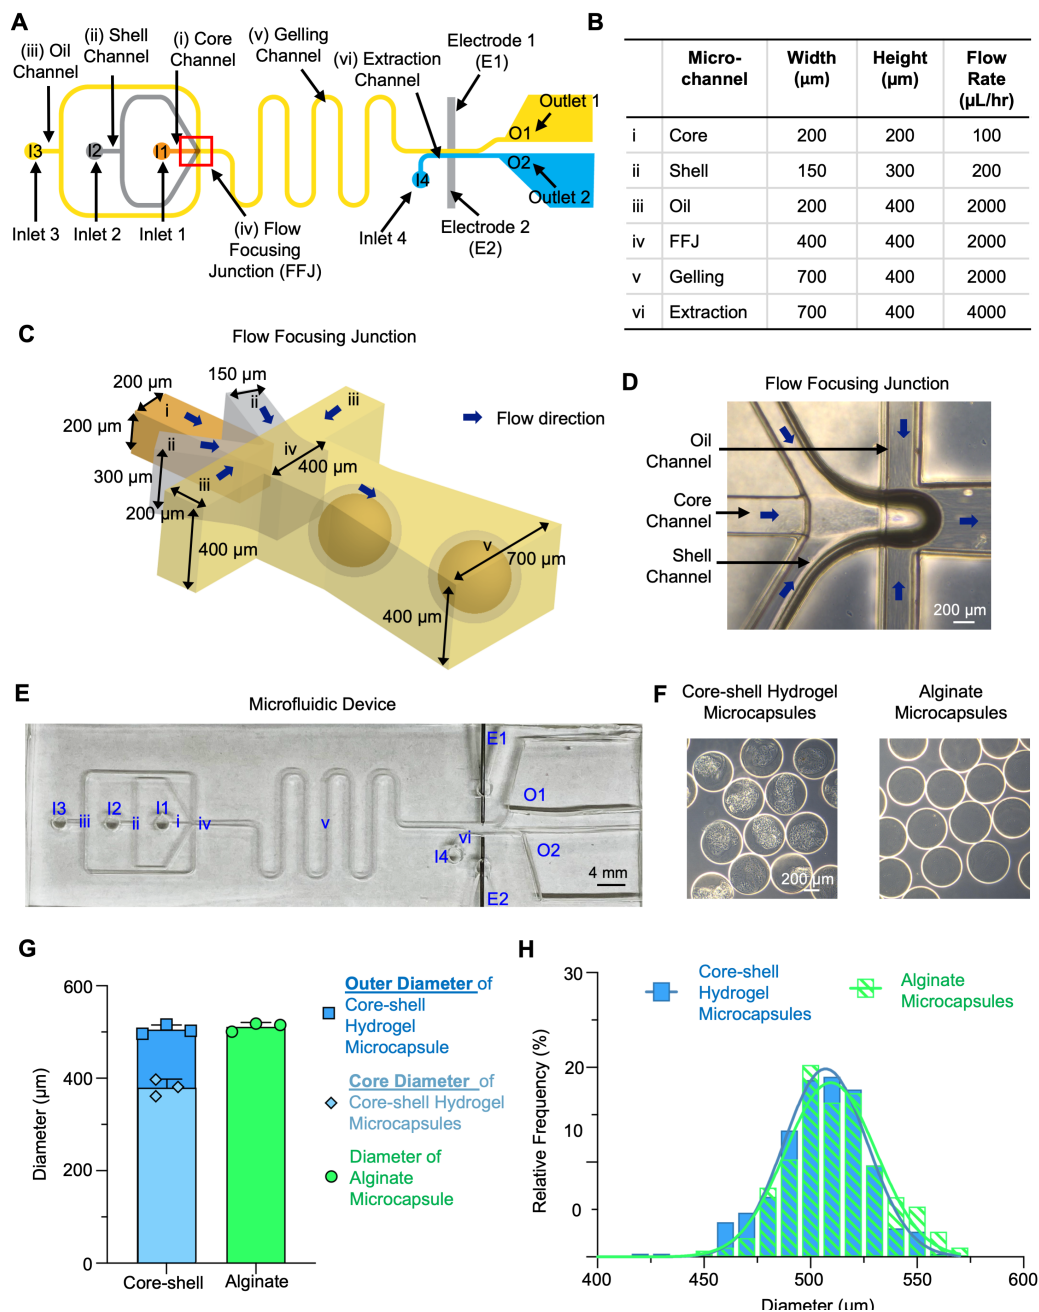 A
(iii) Oil
Channel
(ii) Shell
Channel
(i) Core
Channel
(v) Gelling
Channel
(vi) Extraction
Channel
Electrode 1
(E1)
Outlet 1
O1
I3
I2
I1
I4
O2
Outlet 2
Inlet 3
Inlet 2
Inlet 1
(iv) Flow
Focusing
Junction (FFJ)
Inlet 4
Electrode 2
(E2)
B
Micro-
channel
Width
(µm)
Height
(µm)
Flow
Rate
(µL/hr)
i Core 200 200 100
ii Shell 150 300 200
iii Oil 200 400 2000
iv FFJ 400 400 2000
v Gelling 700 400 2000
vi Extraction 700 400 4000
C
Flow Focusing Junction
200 µm
150 µm
i
ii
iii
Flow direction
200 µm
ii
iv
400 µm
300 µm
iii
200 µm
400 µm
v
700 µm
400 µm
D
Flow Focusing Junction
Oil
Channel
Core
Channel
Shell
Channel
200 µm
E
Microfluidic Device
E1
I3
iii
I2
ii
I1
i
iv
v
vi
I4
O1
O2
4 mm
E2
F
Core-shell Hydrogel
Microcapsules
Alginate
Microcapsules
200 µm
G
Diameter (µm)
600
400
200
0
Core-shell
Alginate
Outer Diameter of
Core-shell
Hydrogel
Microcapsule
Core Diameter of
Core-shell Hydrogel
Microcapsules
Diameter of
Alginate
Microcapsule
H
Core-shell
Hydrogel
Microcapsules
Alginate
Microcapsules
Relative Frequency (%)
30
20
10
0
400
450
500
550
600
Diameter (µm)